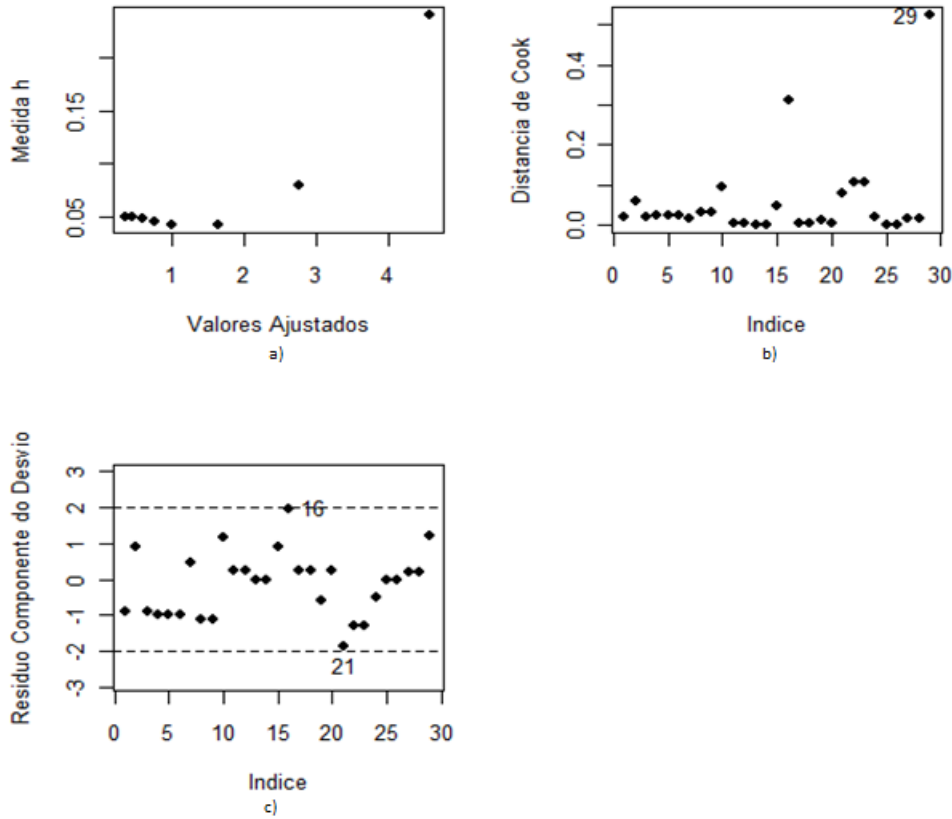 Medida h
0.05 0.15
1 2 3 4
Valores Ajustados
a)
Distancia de Cook
0.0 0.2 0.4
29
0 5 10 15 20 25 30
Indice
b)
Residuo Componente do Desvio
-3 -2 -1 0 1 2 3
16
21
0 5 10 15 20 25 30
Indice
c)